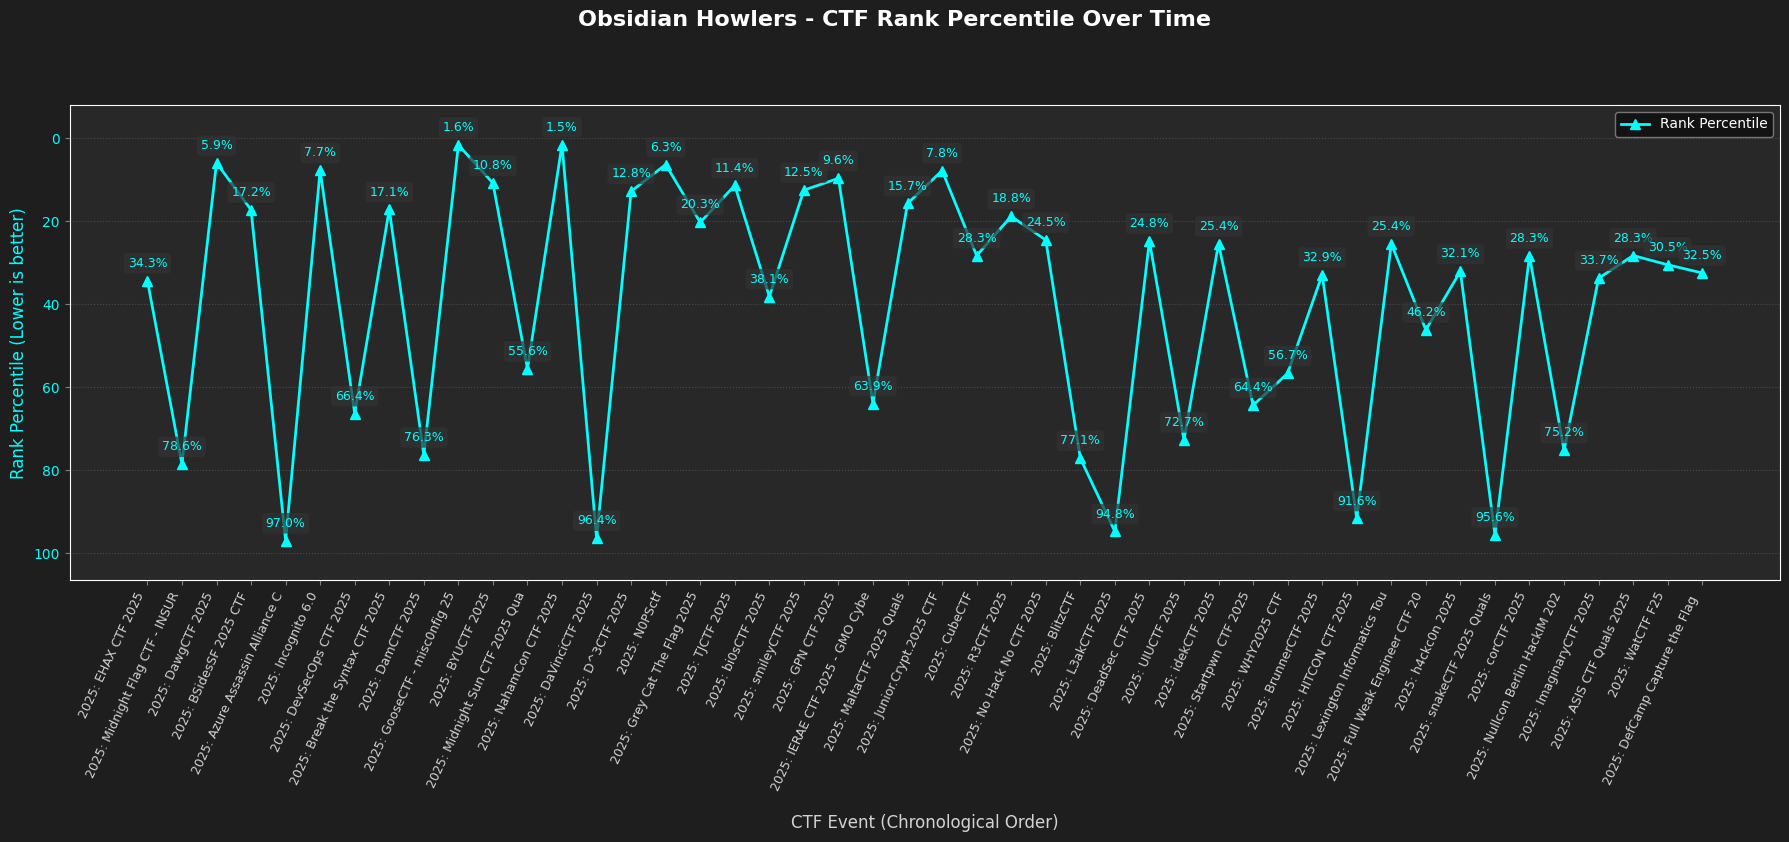 Obsidian Howlers - CTF Rank Percentile Over Time
Rank Percentile
Rank Percentile (Lower is better)
0
20
40
60
80
100
34.3%
78.6%
5.9%
17.2%
97.0%
7.7%
66.4%
17.1%
76.3%
1.6%
10.8%
55.6%
1.5%
96.4%
12.8%
6.3%
20.3%
11.4%
38.1%
12.5%
9.6%
63.9%
15.7%
7.8%
28.3%
18.8%
24.5%
77.1%
94.8%
24.8%
72.7%
25.4%
64.4%
56.7%
32.9%
91.6%
25.4%
46.2%
32.1%
95.6%
28.3%
75.2%
33.7%
28.3%
30.5%
32.5%
2025: EHAX CTF 2025
2025: Midnight Flag CTF - INSUR
2025: DawgCTF 2025
2025: BSidesSF 2025 CTF
2025: Azure Assassin Alliance C
2025: Incognito 6.0
2025: DevSecOps CTF 2025
2025: Break the Syntax CTF 2025
2025: DamCTF 2025
2025: GooseCTF - misconfig 25
2025: BYUCTF 2025
2025: Midnight Sun CTF 2025 Qua
2025: NahamCon CTF 2025
2025: DaVinciCTF 2025
2025: D^3CTF 2025
2025: N0PSctf
2025: Grey Cat The Flag 2025
2025: TJCTF 2025
2025: bi0sCTF 2025
2025: smileyCTF 2025
2025: GPN CTF 2025
2025: IERAE CTF 2025 - GMO Cybe
2025: MaltaCTF 2025 Quals
2025: Junior.Crypt.2025 CTF
2025: CubeCTF
2025: R3CTF 2025
2025: No Hack No CTF 2025
2025: BlitzCTF
2025: L3akCTF 2025
2025: DeadSec CTF 2025
2025: UIUCTF 2025
2025: idekCTF 2025
2025: Startpwn CTF 2025
2025: WHY2025 CTF
2025: BrunnerCTF 2025
2025: HITCON CTF 2025
2025: Lexington Informatics Tou
2025: Full Weak Engineer CTF 20
2025: h4ckc0n 2025
2025: snakeCTF 2025 Quals
2025: corCTF 2025
2025: Nullcon Berlin HackIM 202
2025: ImaginaryCTF 2025
2025: ASIS CTF Quals 2025
2025: WatCTF F25
2025: DefCamp Capture the Flag
CTF Event (Chronological Order)